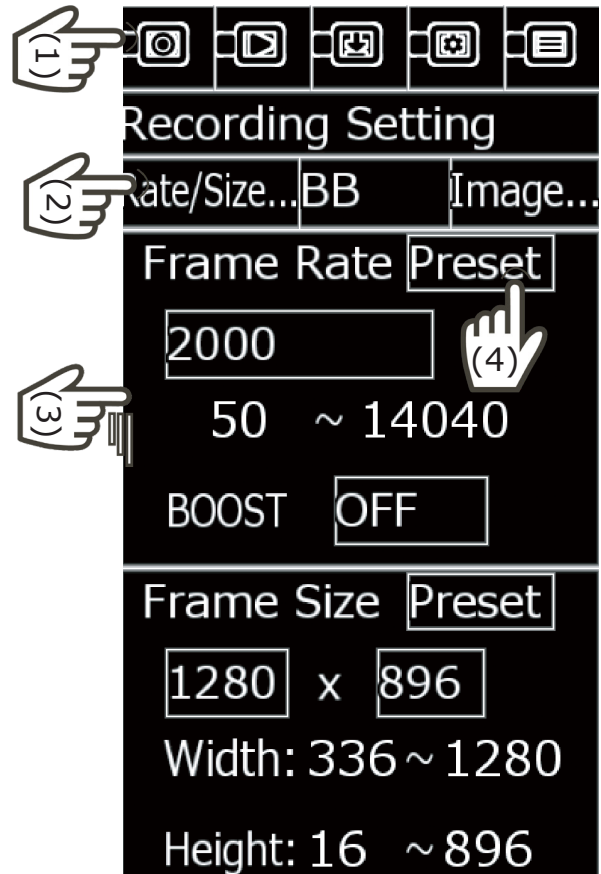 (1)
Recording Setting
(2)
Rate/Size... BB Image...
Frame Rate Preset
2000
(4)
(3)
50 ~ 14040
BOOST OFF
Frame Size Preset
1280 x 896
Width: 336 ~ 1280
Height: 16 ~ 896